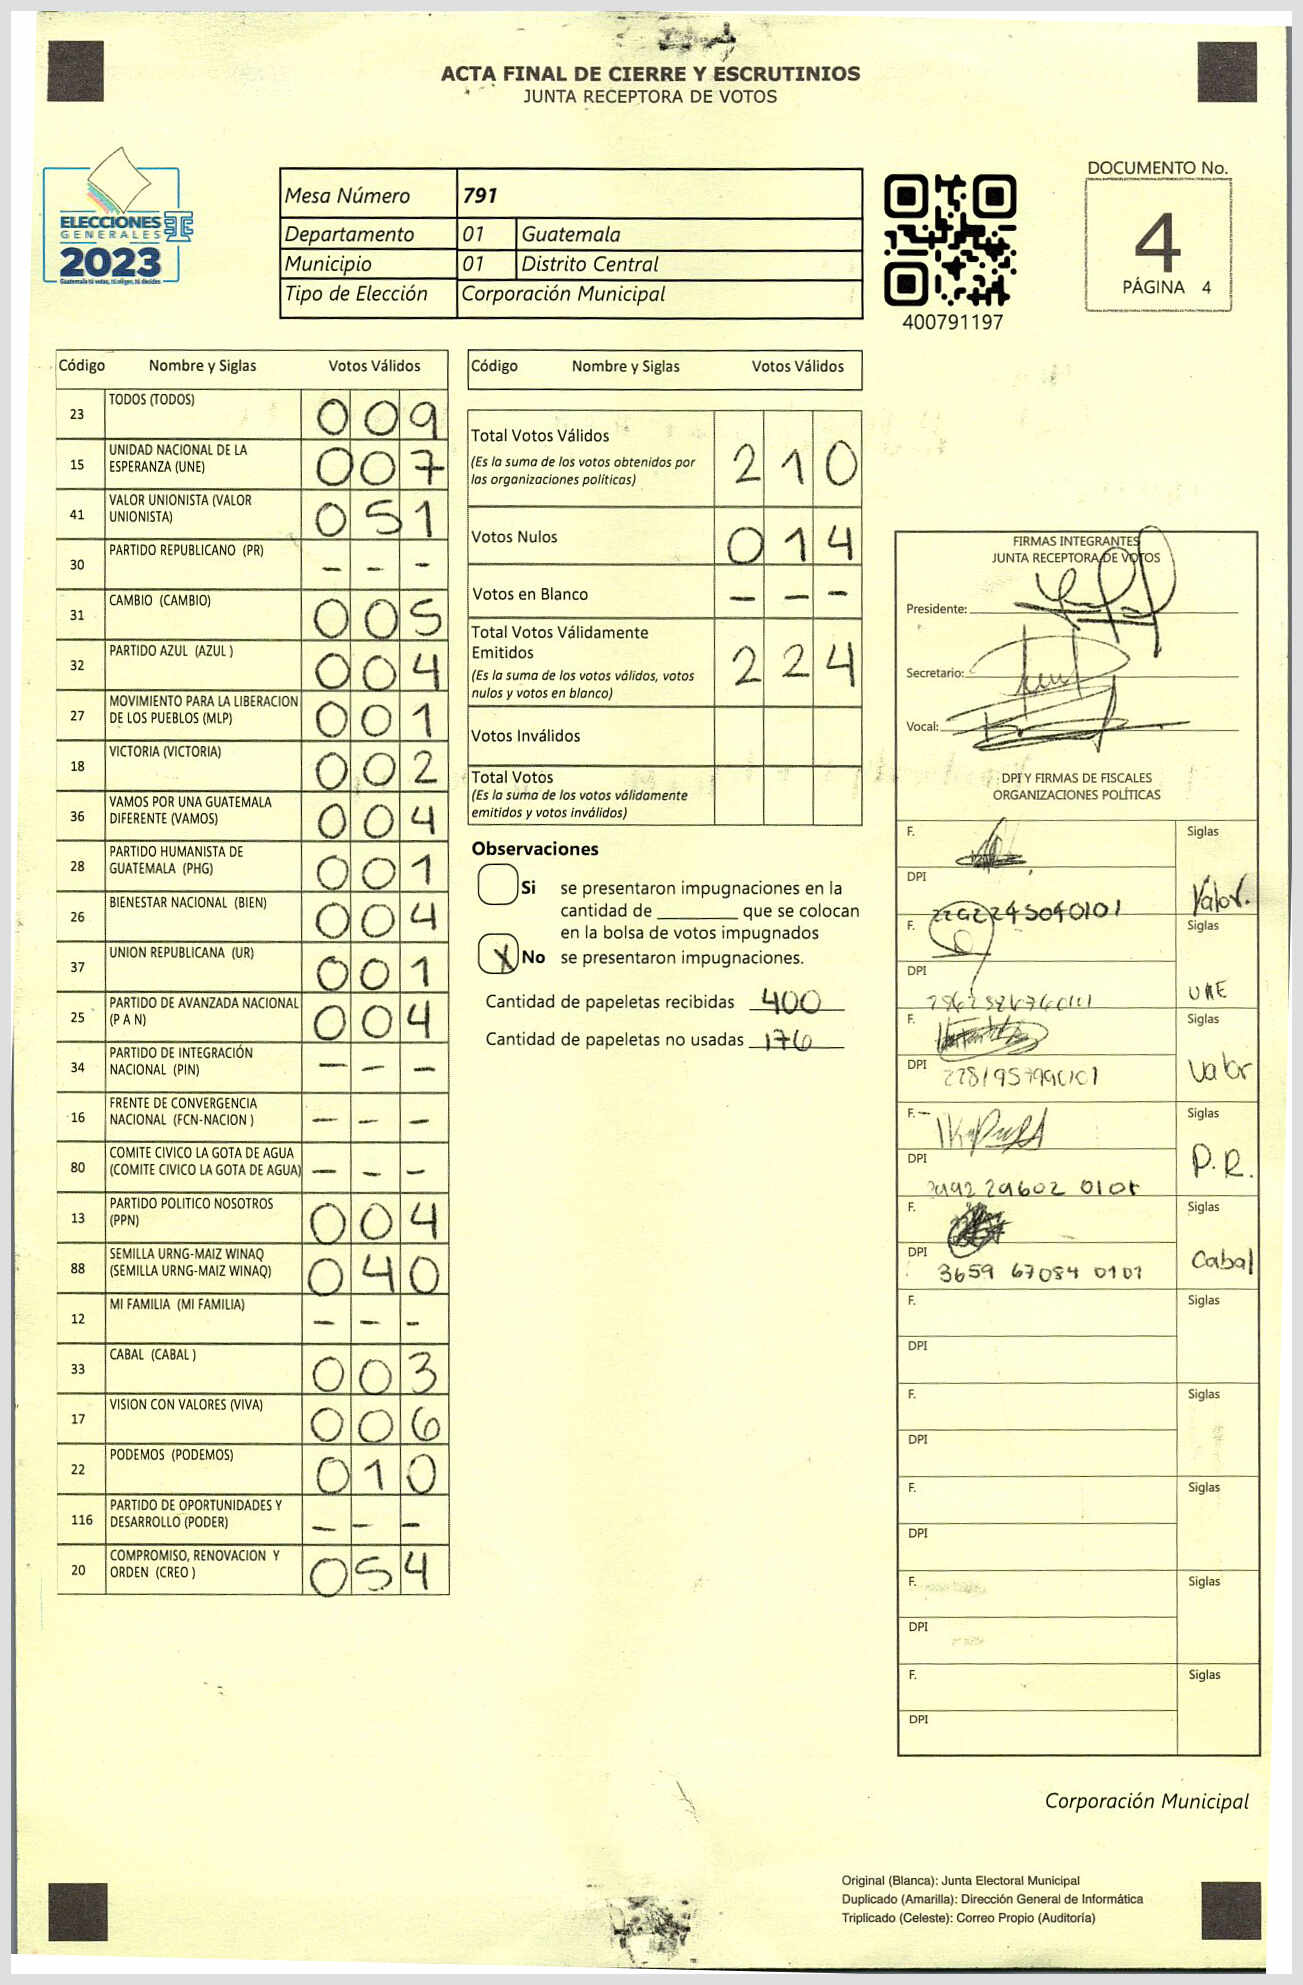 ACTA FINAL DE CIERRE Y ESCRUTINIOS
JUNTA RECEPTORA DE VOTOS
ELECCIONES
GENERALES
2023
Guatemala tú votas, tú eliges, tú decides
Mesa Número 791
Departamento 01 Guatemala
Municipio 01 Distrito Central
Tipo de Elección Corporación Municipal
400791197
DOCUMENTO No.
4
PÁGINA 4
Código Nombre y Siglas Votos Válidos
23 TODOS (TODOS) 0 0 9
15 UNIDAD NACIONAL DE LA
ESPERANZA (UNE) 0 0 7
41 VALOR UNIONISTA (VALOR
UNIONISTA) 0 5 1
30 PARTIDO REPUBLICANO (PR) - - -
31 CAMBIO (CAMBIO) 0 0 5
32 PARTIDO AZUL (AZUL ) 0 0 4
27 MOVIMIENTO PARA LA LIBERACION
DE LOS PUEBLOS (MLP) 0 0 1
18 VICTORIA (VICTORIA) 0 0 2
36 VAMOS POR UNA GUATEMALA
DIFERENTE (VAMOS) 0 0 4
28 PARTIDO HUMANISTA DE
GUATEMALA (PHG) 0 0 1
26 BIENESTAR NACIONAL (BIEN) 0 0 4
37 UNION REPUBLICANA (UR) 0 0 1
25 PARTIDO DE AVANZADA NACIONAL
(P A N) 0 0 4
34 PARTIDO DE INTEGRACIÓN
NACIONAL (PIN) - - -
16 FRENTE DE CONVERGENCIA
NACIONAL (FCN-NACION ) - - -
80 COMITE CIVICO LA GOTA DE AGUA
(COMITE CIVICO LA GOTA DE AGUA) - - -
13 PARTIDO POLITICO NOSOTROS
(PPN) 0 0 4
88 SEMILLA URNG-MAIZ WINAQ
(SEMILLA URNG-MAIZ WINAQ) 0 4 0
12 MI FAMILIA (MI FAMILIA) - - -
33 CABAL (CABAL ) 0 0 3
17 VISION CON VALORES (VIVA) 0 0 6
22 PODEMOS (PODEMOS) 0 1 0
116 PARTIDO DE OPORTUNIDADES Y
DESARROLLO (PODER) - - -
20 COMPROMISO, RENOVACION Y
ORDEN (CREO ) 0 5 4
Código Nombre y Siglas Votos Válidos
Total Votos Válidos
(Es la suma de los votos obtenidos por
las organizaciones políticas) 2 1 0
Votos Nulos 0 1 4
Votos en Blanco - - -
Total Votos Válidamente
Emitidos
(Es la suma de los votos válidos, votos
nulos y votos en blanco) 2 2 4
Votos Inválidos
Total Votos
(Es la suma de los votos válidamente
emitidos y votos inválidos)
Observaciones
Si se presentaron impugnaciones en la
cantidad de ________ que se colocan
en la bolsa de votos impugnados
X No se presentaron impugnaciones.
Cantidad de papeletas recibidas 400
Cantidad de papeletas no usadas 176
FIRMAS INTEGRANTES
JUNTA RECEPTORA DE VOTOS
Presidente:
Secretario:
Vocal:
DPI Y FIRMAS DE FISCALES
ORGANIZACIONES POLÍTICAS
F. Siglas
DPI Valor.
F. Siglas
DPI UNE
F. Siglas
DPI Valor
F. Siglas
DPI P.R.
F. Siglas
DPI 3659 67084 0101 Cabal
F. Siglas
DPI
F. Siglas
DPI
F. Siglas
DPI
F. Siglas
DPI
F. Siglas
DPI
Corporación Municipal
Original (Blanca): Junta Electoral Municipal
Duplicado (Amarilla): Dirección General de Informática
Triplicado (Celeste): Correo Propio (Auditoría)